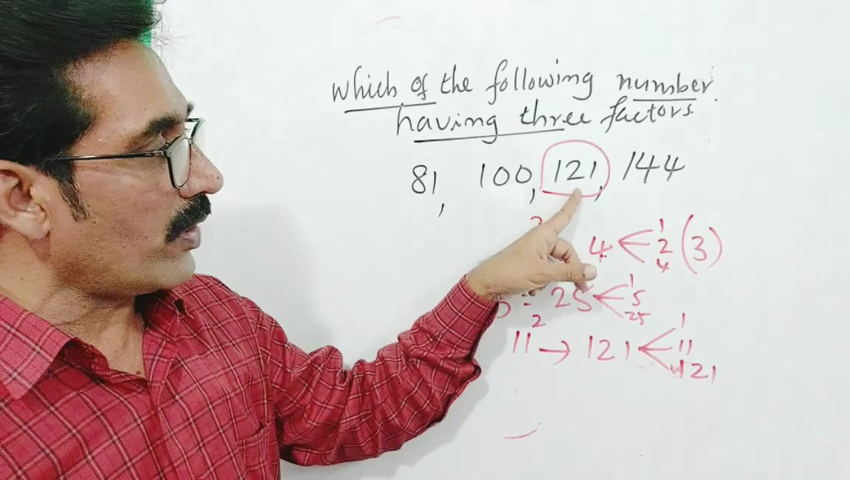 Which of the following number
having three factors
81, 100, 121, 144
4 < 1 2 4 (3)
25 < 1 5 25
11² → 121 < 1 11 121